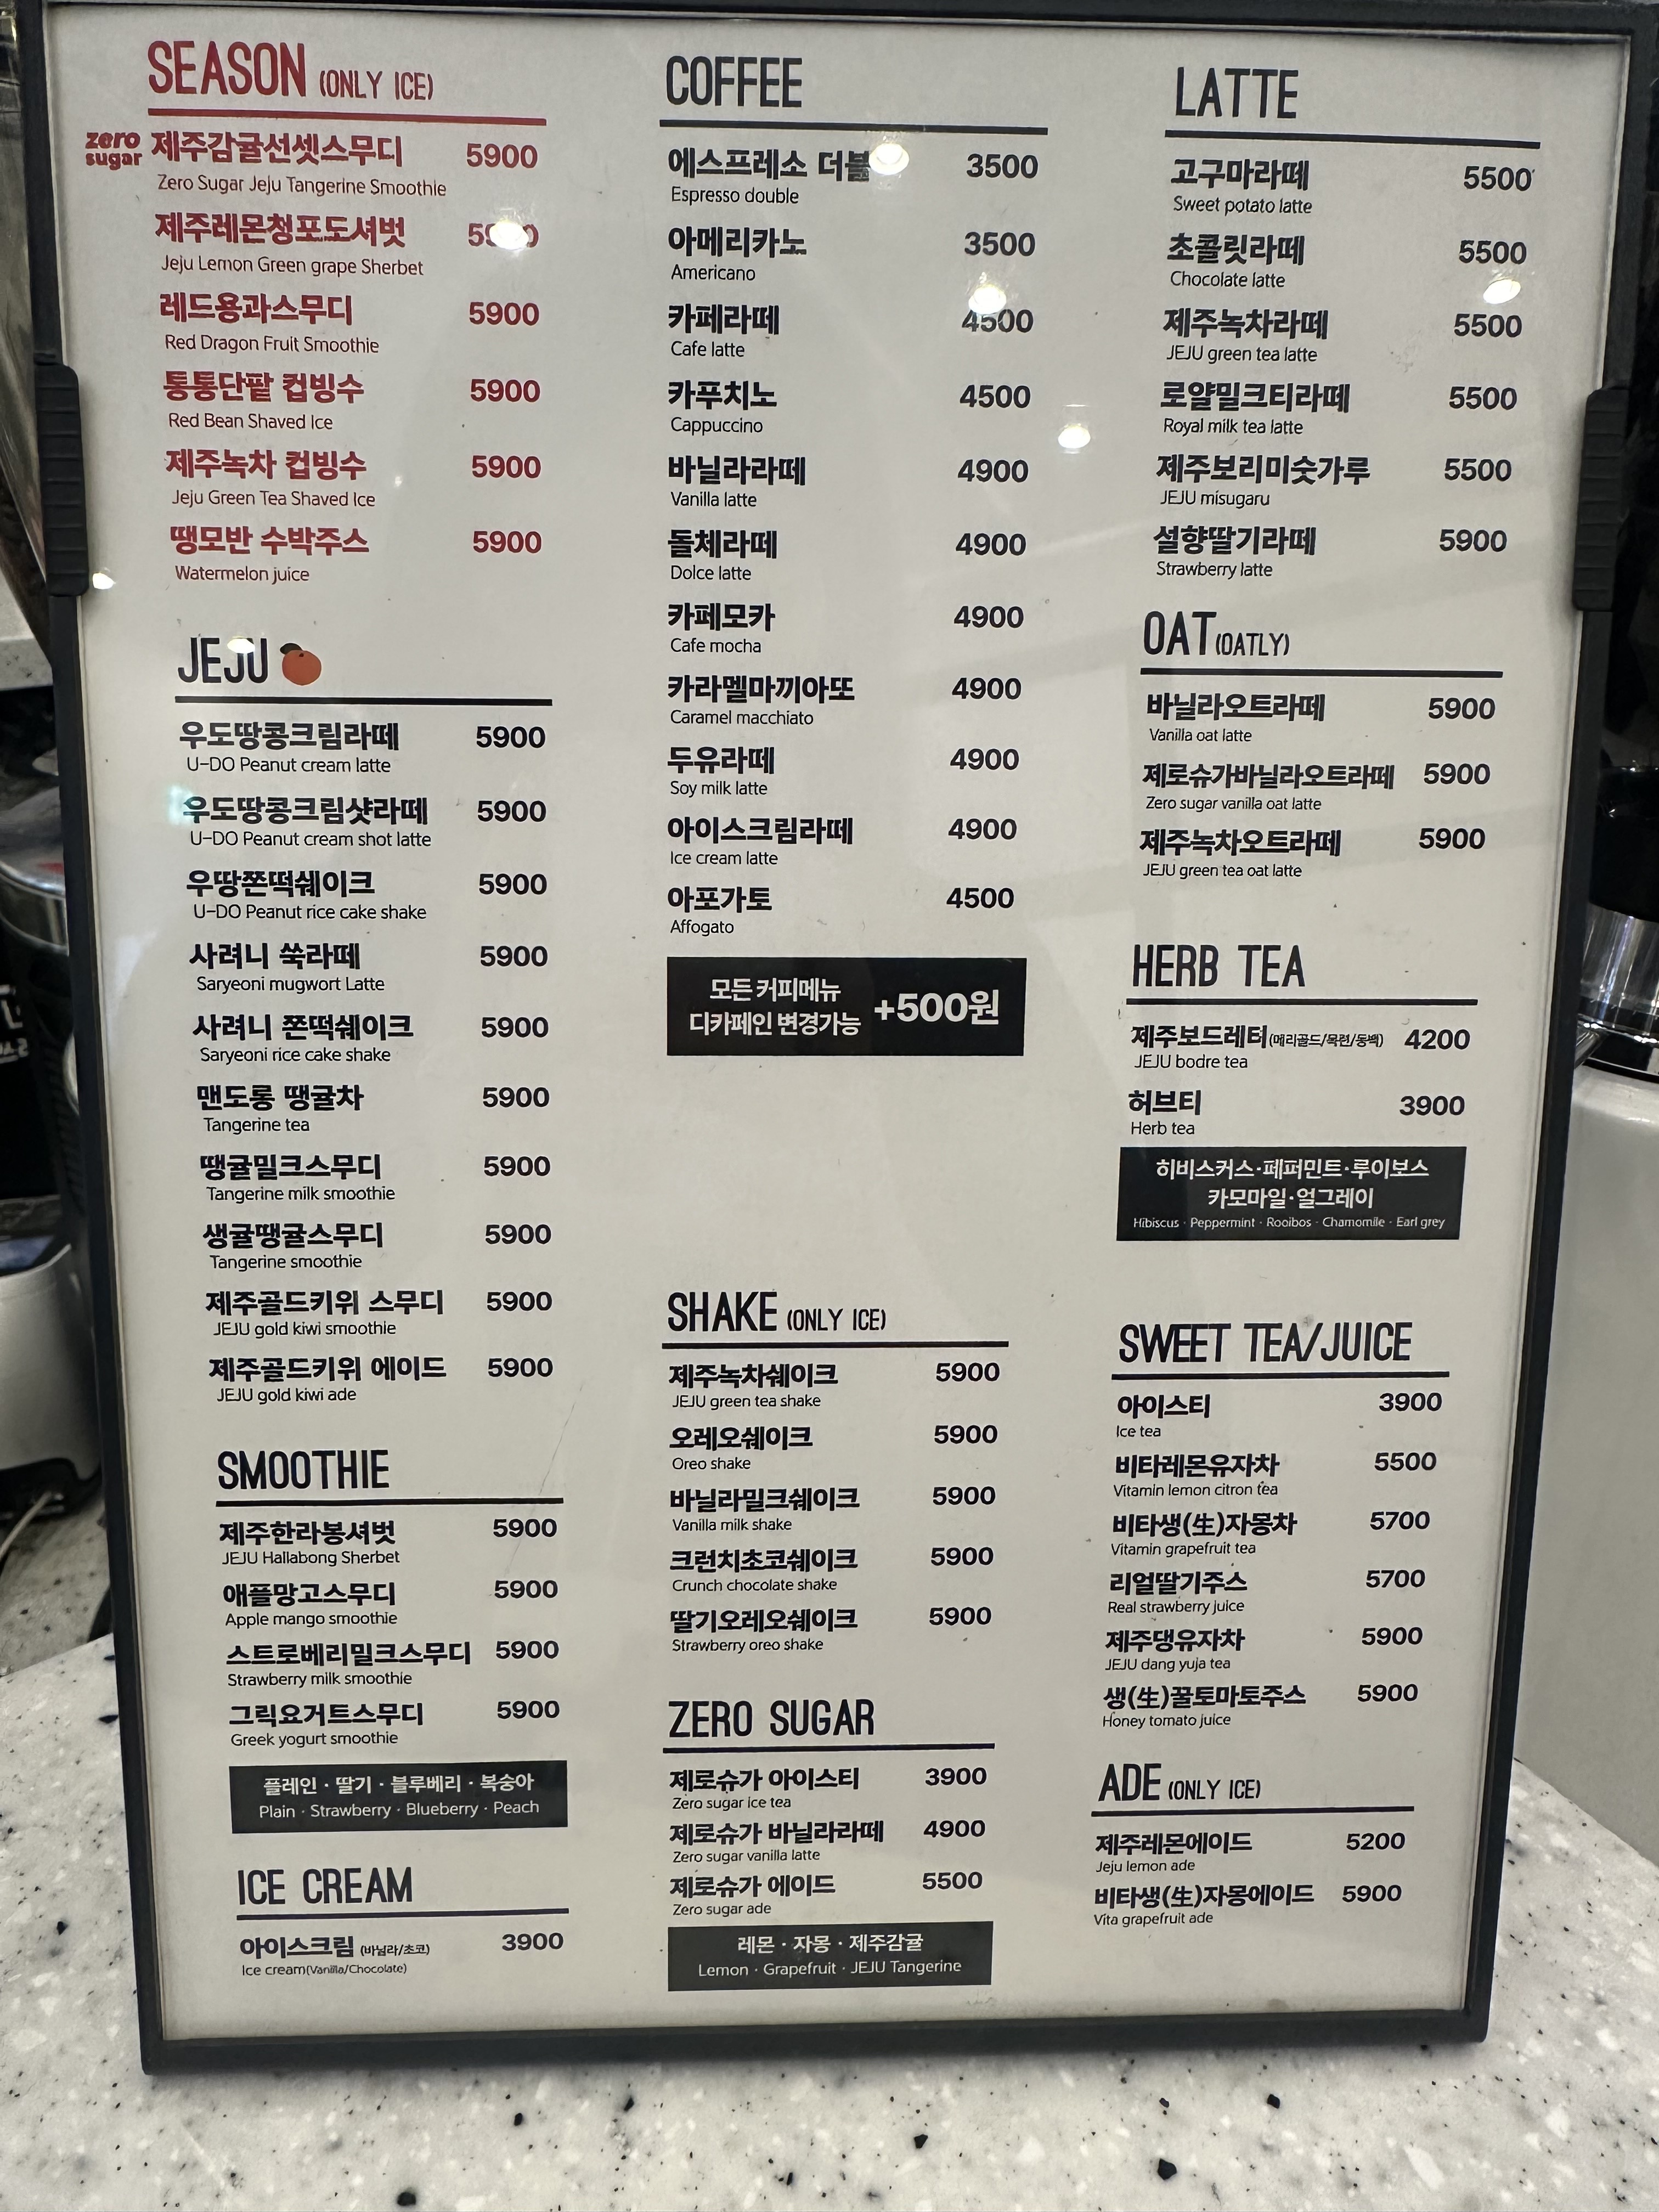 SEASON (ONLY ICE)
zero sugar 제주감귤선셋스무디 5900
Zero Sugar Jeju Tangerine Smoothie
제주레몬청포도셔벗
Jeju Lemon Green grape Sherbet
레드용과스무디 5900
Red Dragon Fruit Smoothie
통통단팥 컵빙수 5900
Red Bean Shaved Ice
제주녹차 컵빙수 5900
Jeju Green Tea Shaved Ice
땡모반 수박주스 5900
Watermelon juice
JEJU
우도땅콩크림라떼 5900
U-DO Peanut cream latte
우도땅콩크림샷라떼 5900
U-DO Peanut cream shot latte
우땅쫀떡쉐이크 5900
U-DO Peanut rice cake shake
사려니 쑥라떼 5900
Saryeoni mugwort Latte
사려니 쫀떡쉐이크 5900
Saryeoni rice cake shake
맨도롱 땡귤차 5900
Tangerine tea
땡귤밀크스무디 5900
Tangerine milk smoothie
생귤땡귤스무디 5900
Tangerine smoothie
제주골드키위 스무디 5900
JEJU gold kiwi smoothie
제주골드키위 에이드 5900
JEJU gold kiwi ade
SMOOTHIE
제주한라봉셔벗 5900
JEJU Hallabong Sherbet
애플망고스무디 5900
Apple mango smoothie
스트로베리밀크스무디 5900
Strawberry milk smoothie
그릭요거트스무디 5900
Greek yogurt smoothie
플레인 · 딸기 · 블루베리 · 복숭아
Plain · Strawberry · Blueberry · Peach
ICE CREAM
아이스크림 (바닐라/초코) 3900
Ice cream(Vanilla/Chocolate)
COFFEE
에스프레소 더블 3500
Espresso double
아메리카노 3500
Americano
카페라떼 4500
Cafe latte
카푸치노 4500
Cappuccino
바닐라라떼 4900
Vanilla latte
돌체라떼 4900
Dolce latte
카페모카 4900
Cafe mocha
카라멜마끼아또 4900
Caramel macchiato
두유라떼 4900
Soy milk latte
아이스크림라떼 4900
Ice cream latte
아포가토 4500
Affogato
모든 커피메뉴
디카페인 변경가능 +500원
SHAKE (ONLY ICE)
제주녹차쉐이크 5900
JEJU green tea shake
오레오쉐이크 5900
Oreo shake
바닐라밀크쉐이크 5900
Vanilla milk shake
크런치초코쉐이크 5900
Crunch chocolate shake
딸기오레오쉐이크 5900
Strawberry oreo shake
ZERO SUGAR
제로슈가 아이스티 3900
Zero sugar ice tea
제로슈가 바닐라라떼 4900
Zero sugar vanilla latte
제로슈가 에이드 5500
Zero sugar ade
레몬 · 자몽 · 제주감귤
Lemon · Grapefruit · JEJU Tangerine
LATTE
고구마라떼 5500
Sweet potato latte
초콜릿라떼 5500
Chocolate latte
제주녹차라떼 5500
JEJU green tea latte
로얄밀크티라떼 5500
Royal milk tea latte
제주보리미숫가루 5500
JEJU misugaru
설향딸기라떼 5900
Strawberry latte
OAT(OATLY)
바닐라오트라떼 5900
Vanilla oat latte
제로슈가바닐라오트라떼 5900
Zero sugar vanilla oat latte
제주녹차오트라떼 5900
JEJU green tea oat latte
HERB TEA
제주보드레터(메리골드/목련/동백) 4200
JEJU bodre tea
허브티 3900
Herb tea
히비스커스·페퍼민트·루이보스
카모마일·얼그레이
Hibiscus · Peppermint · Rooibos · Chamomile · Earl grey
SWEET TEA/JUICE
아이스티 3900
Ice tea
비타레몬유자차 5500
Vitamin lemon citron tea
비타생(生)자몽차 5700
Vitamin grapefruit tea
리얼딸기주스 5700
Real strawberry juice
제주댕유자차 5900
JEJU dang yuja tea
생(生)꿀토마토주스 5900
Honey tomato juice
ADE (ONLY ICE)
제주레몬에이드 5200
Jeju lemon ade
비타생(生)자몽에이드 5900
Vita grapefruit ade